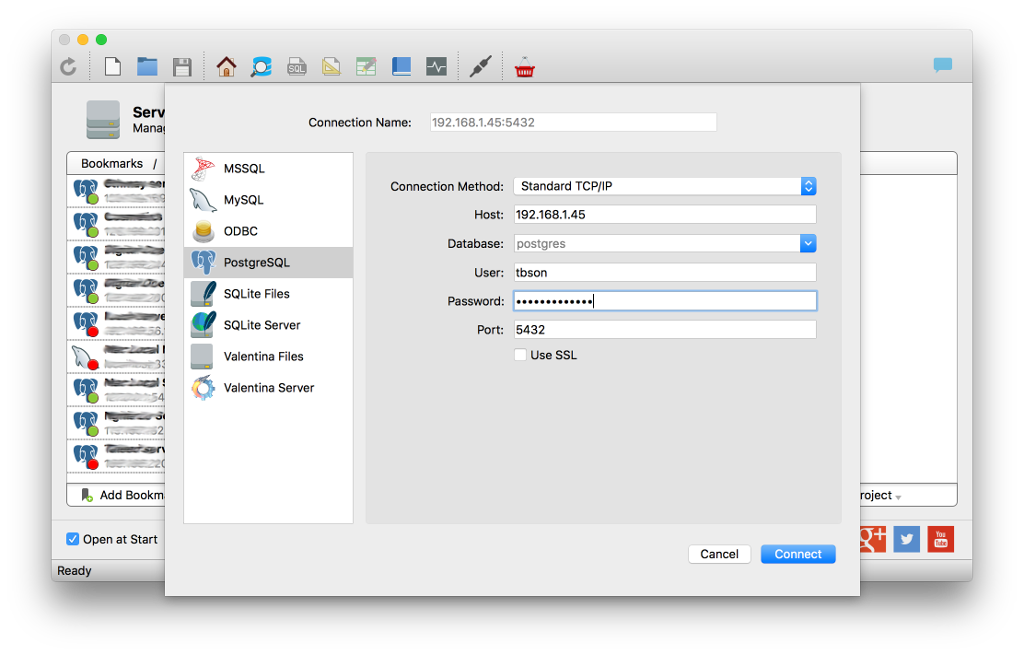 SQL
Serv
Manag
Connection Name: 192.168.1.45:5432
Bookmarks /
MSSQL
MySQL
ODBC
PostgreSQL
SQLite Files
SQLite Server
Valentina Files
Valentina Server
Connection Method: Standard TCP/IP
Host: 192.168.1.45
Database: postgres
User: tbson
Password: •••••••••••••
Port: 5432
Use SSL
Add Bookma
roject
Open at Start
Cancel
Connect
You
Tube
Ready